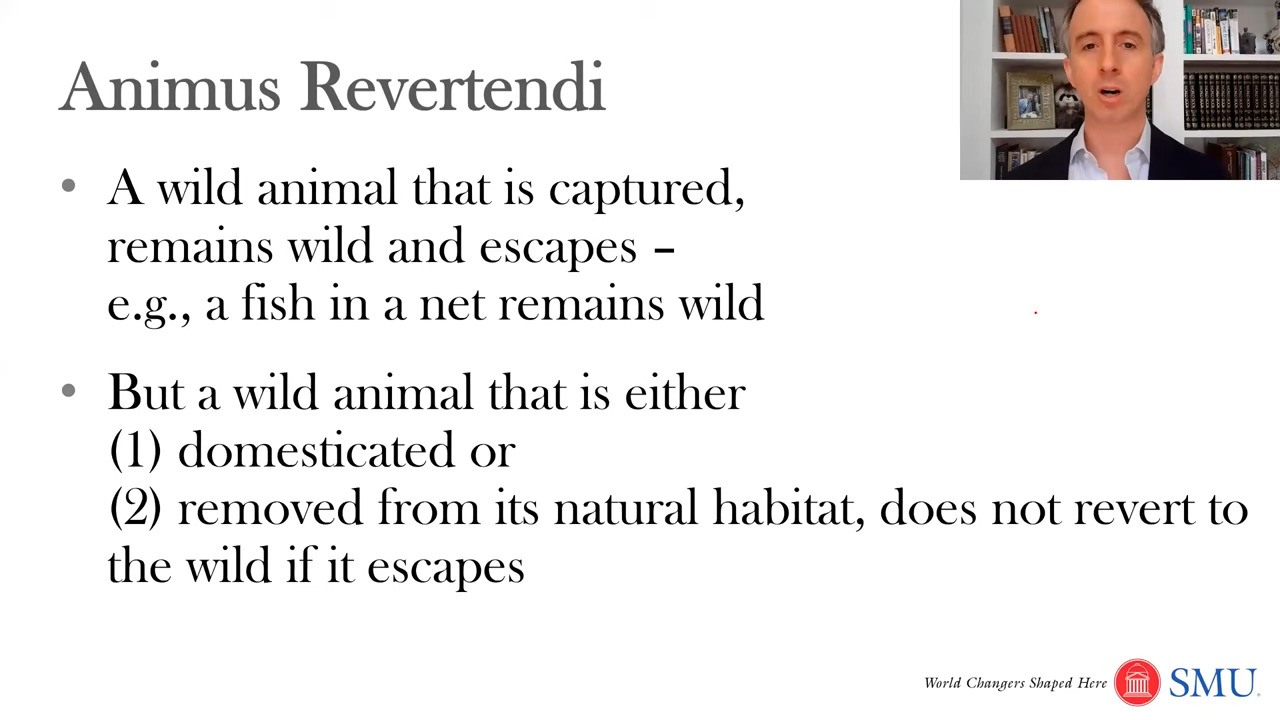 Animus Revertendi
• A wild animal that is captured,
remains wild and escapes –
e.g., a fish in a net remains wild
• But a wild animal that is either
(1) domesticated or
(2) removed from its natural habitat, does not revert to
the wild if it escapes
World Changers Shaped Here
SMU